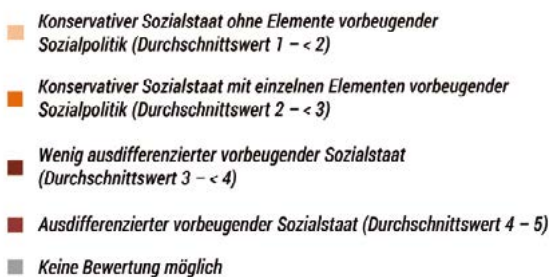 Konservativer Sozialstaat ohne Elemente vorbeugender
Sozialpolitik (Durchschnittswert 1 – < 2)
Konservativer Sozialstaat mit einzelnen Elementen vorbeugender
Sozialpolitik (Durchschnittswert 2 – < 3)
Wenig ausdifferenzierter vorbeugender Sozialstaat
(Durchschnittswert 3 – < 4)
Ausdifferenzierter vorbeugender Sozialstaat (Durchschnittswert 4 – 5)
Keine Bewertung möglich